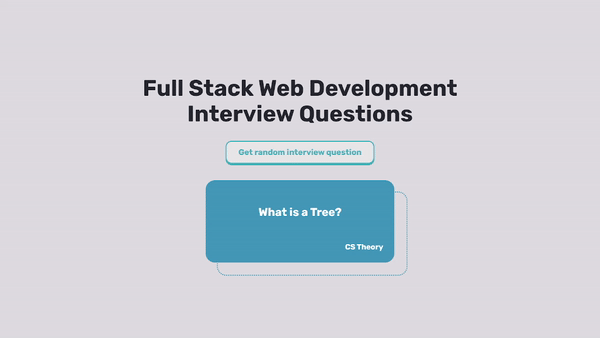 Full Stack Web Development
Interview Questions
Get random interview question
What is a Tree?
CS Theory